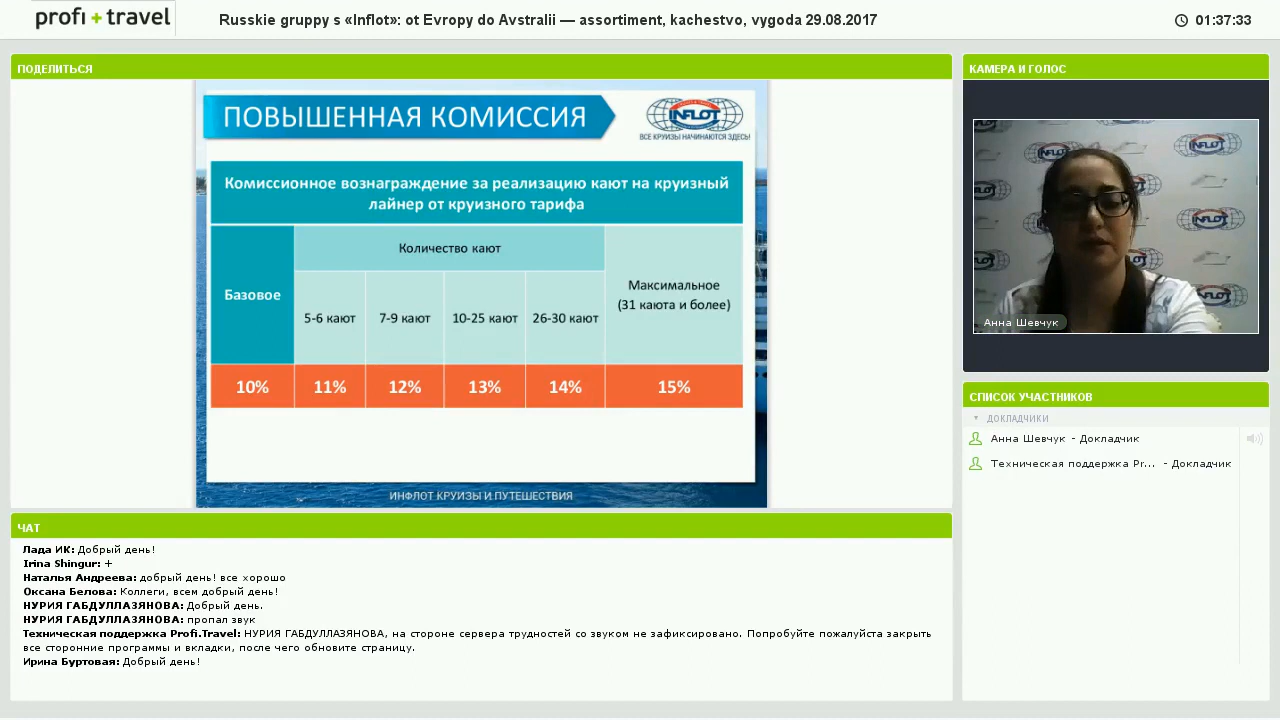 profi + travel
Russkie gruppy s «Inflot»: ot Evropy do Avstralii — assortiment, kachestvo, vygoda 29.08.2017
01:37:33
ПОДЕЛИТЬСЯ
ПОВЫШЕННАЯ КОМИССИЯ
INFLOT
ВСЕ КРУИЗЫ НАЧИНАЮТСЯ ЗДЕСЬ!
Комиссионное вознаграждение за реализацию кают на круизный
лайнер от круизного тарифа
Базовое
Количество кают
Максимальное
(31 каюта и более)
5-6 кают
7-9 кают
10-25 кают
26-30 кают
10%
11%
12%
13%
14%
15%
ИНФЛОТ КРУИЗЫ И ПУТЕШЕСТВИЯ
КАМЕРА И ГОЛОС
INFLOT
INFLOT
INFLOT
INFLOT
Анна Шевчук
СПИСОК УЧАСТНИКОВ
ДОКЛАДЧИКИ
Анна Шевчук - Докладчик
Техническая поддержка Pr... - Докладчик
ЧАТ
Лада ИК: Добрый день!
Irina Shingur: +
Наталья Андреева: добрый день! все хорошо
Оксана Белова: Коллеги, всем добрый день!
НУРИЯ ГАБДУЛЛАЗЯНОВА: Добрый день.
НУРИЯ ГАБДУЛЛАЗЯНОВА: пропал звук
Техническая поддержка Profi.Travel: НУРИЯ ГАБДУЛЛАЗЯНОВА, на стороне сервера трудностей со звуком не зафиксировано. Попробуйте пожалуйста закрыть
все сторонние программы и вкладки, после чего обновите страницу.
Ирина Буртовая: Добрый день!